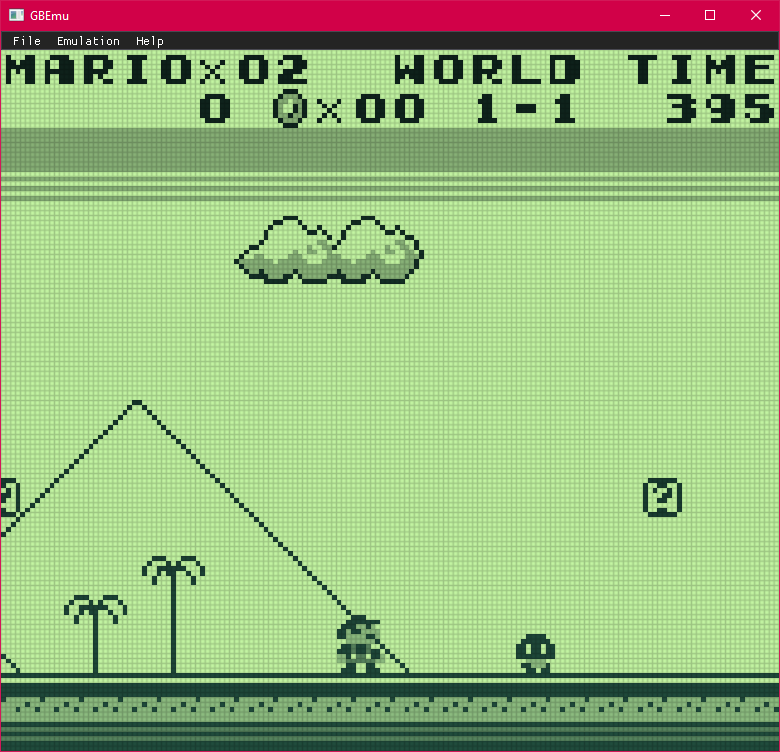 GBEmu
File Emulation Help
MARIO×02 WORLD TIME
0 ×00 1-1 395
?
?